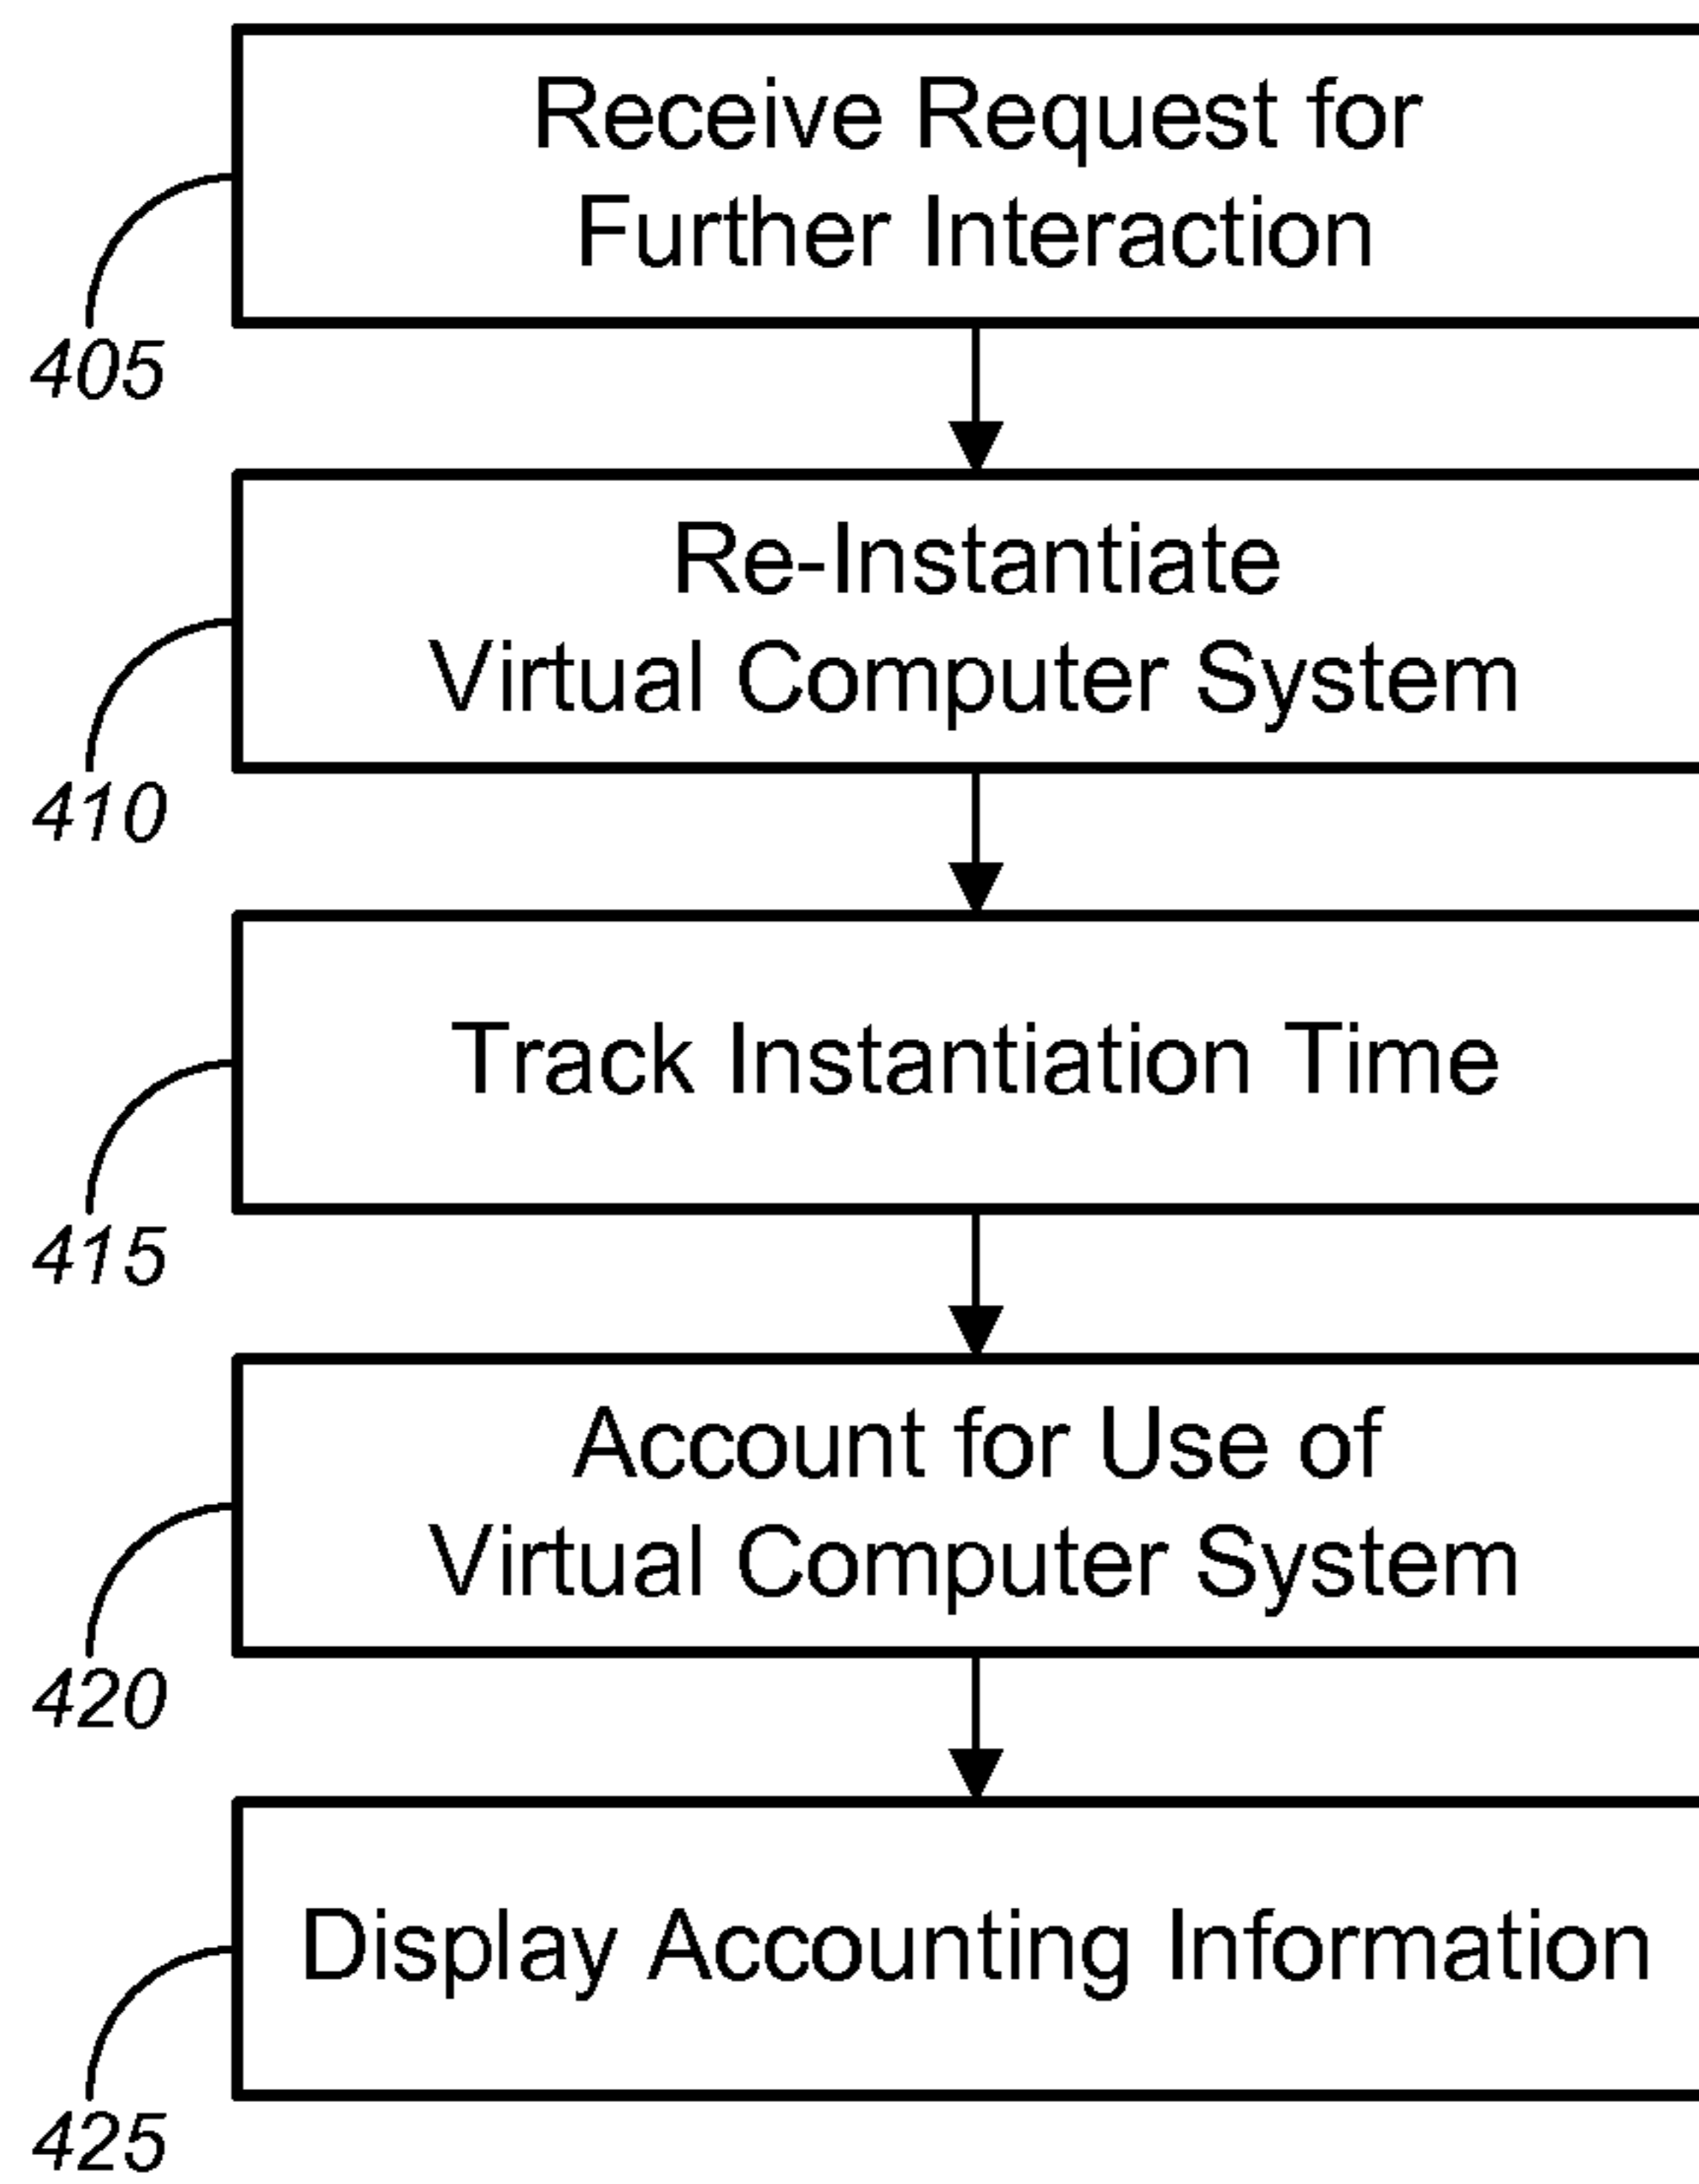 Receive Request for
Further Interaction
405
Re-Instantiate
Virtual Computer System
410
Track Instantiation Time
415
Account for Use of
Virtual Computer System
420
Display Accounting Information
425